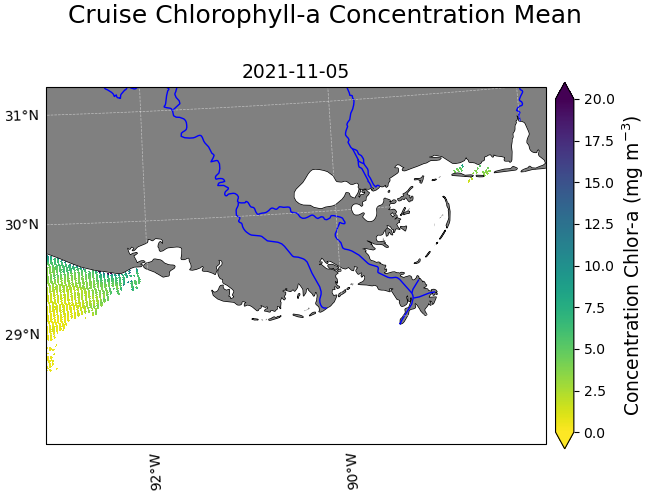 Cruise Chlorophyll-a Concentration Mean
2021-11-05
31°N
30°N
29°N
92°W
90°W
20.0
17.5
15.0
12.5
10.0
7.5
5.0
2.5
0.0
Concentration Chlor-a (mg m⁻³)